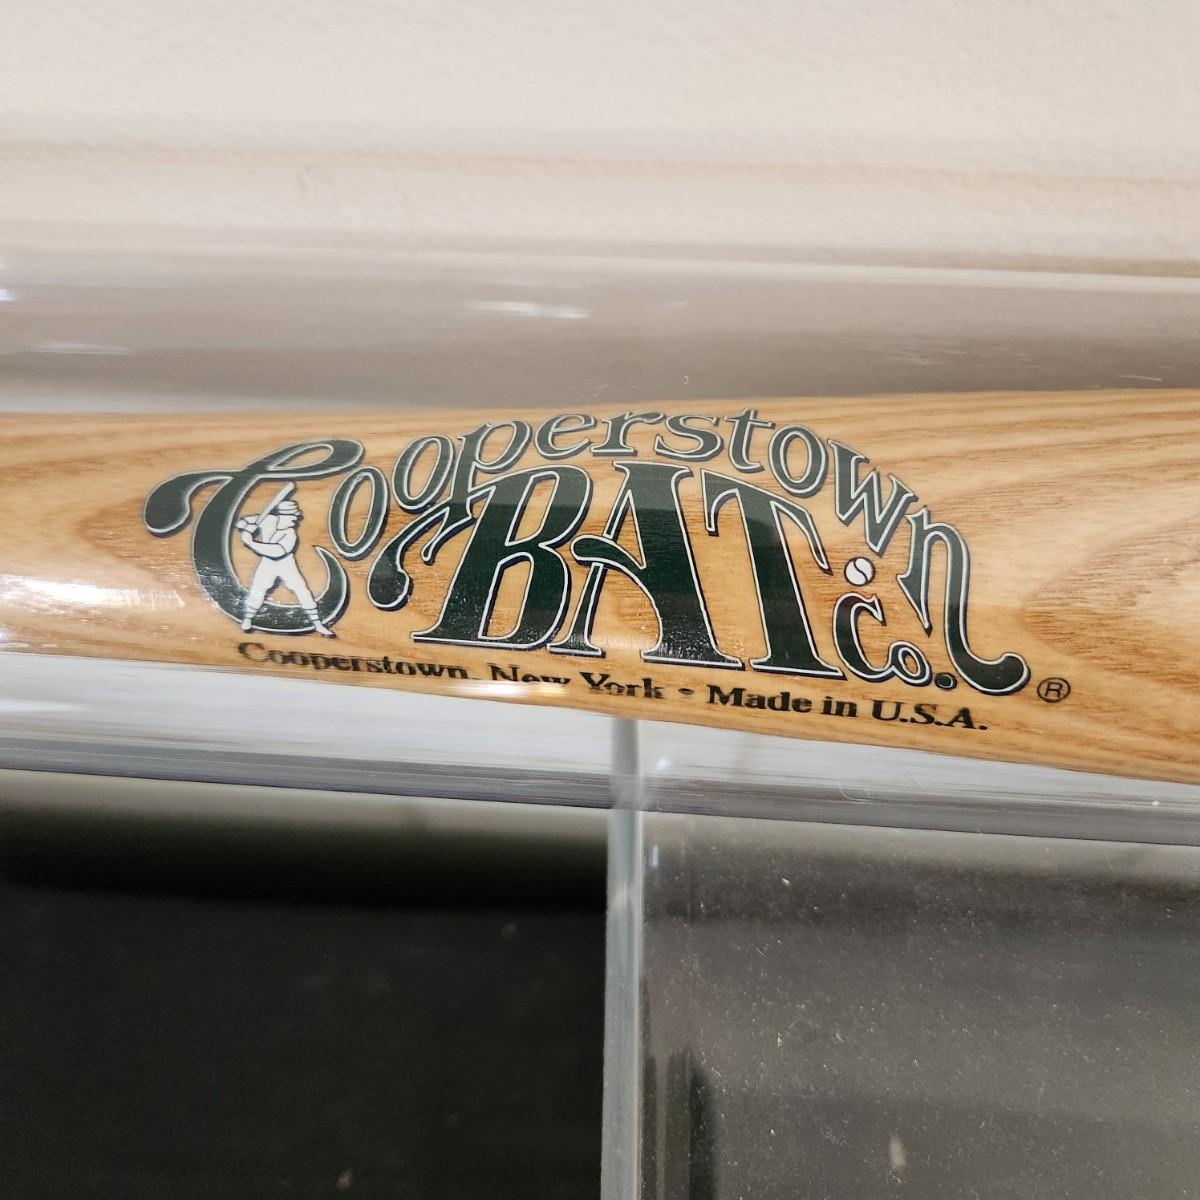 Cooperstown
BAT Co.
®
Cooperstown, New York • Made in U.S.A.